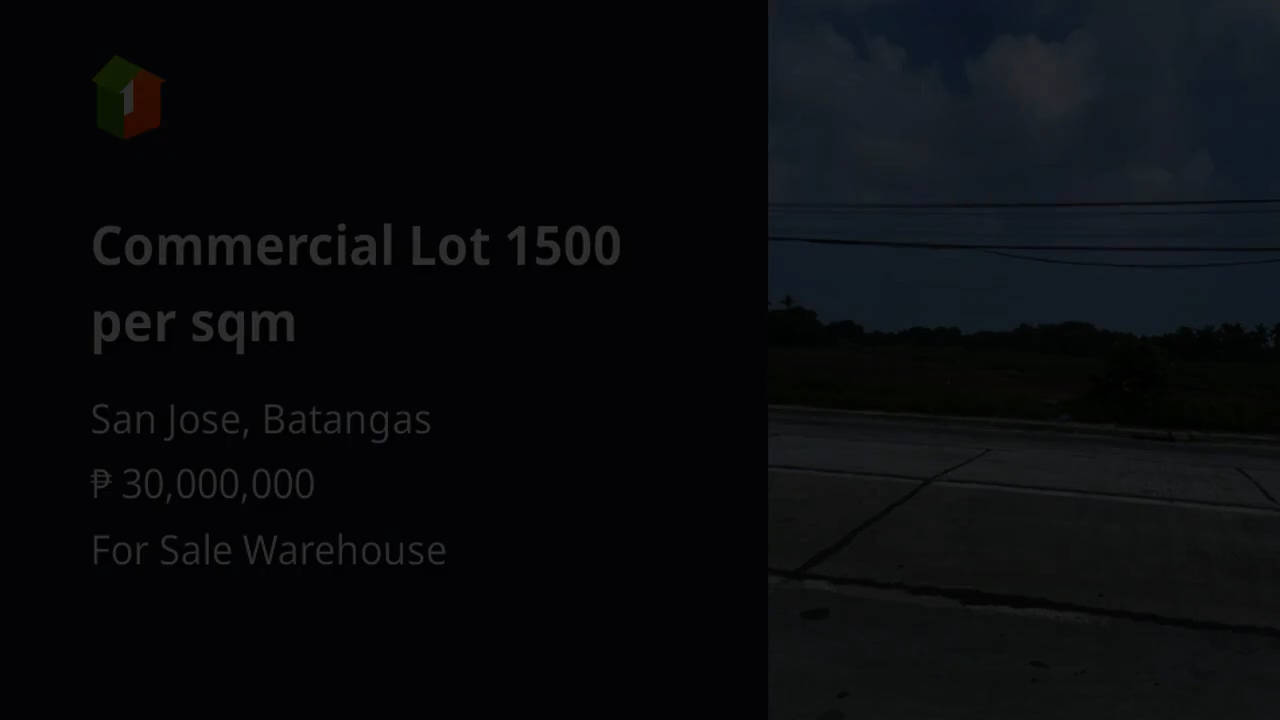 Commercial Lot 1500
per sqm
San Jose, Batangas
₱ 30,000,000
For Sale Warehouse